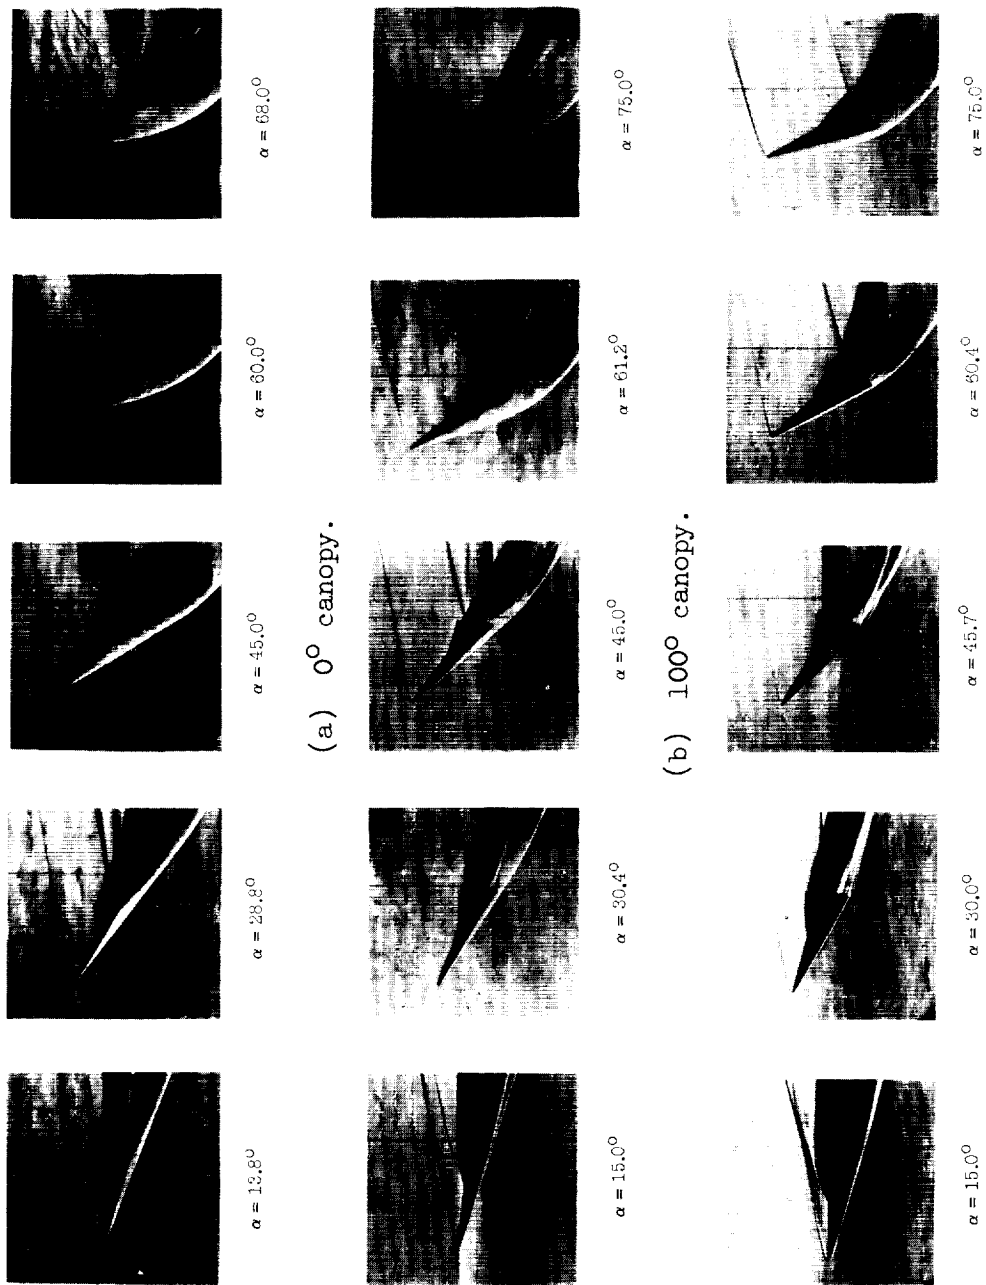 α = 13.8°
α = 28.8°
α = 45.0°
α = 60.0°
α = 68.0°
(a) 0° canopy.
α = 15.0°
α = 30.4°
α = 45.0°
α = 61.2°
α = 75.0°
(b) 100° canopy.
α = 15.0°
α = 30.0°
α = 45.7°
α = 60.4°
α = 75.0°